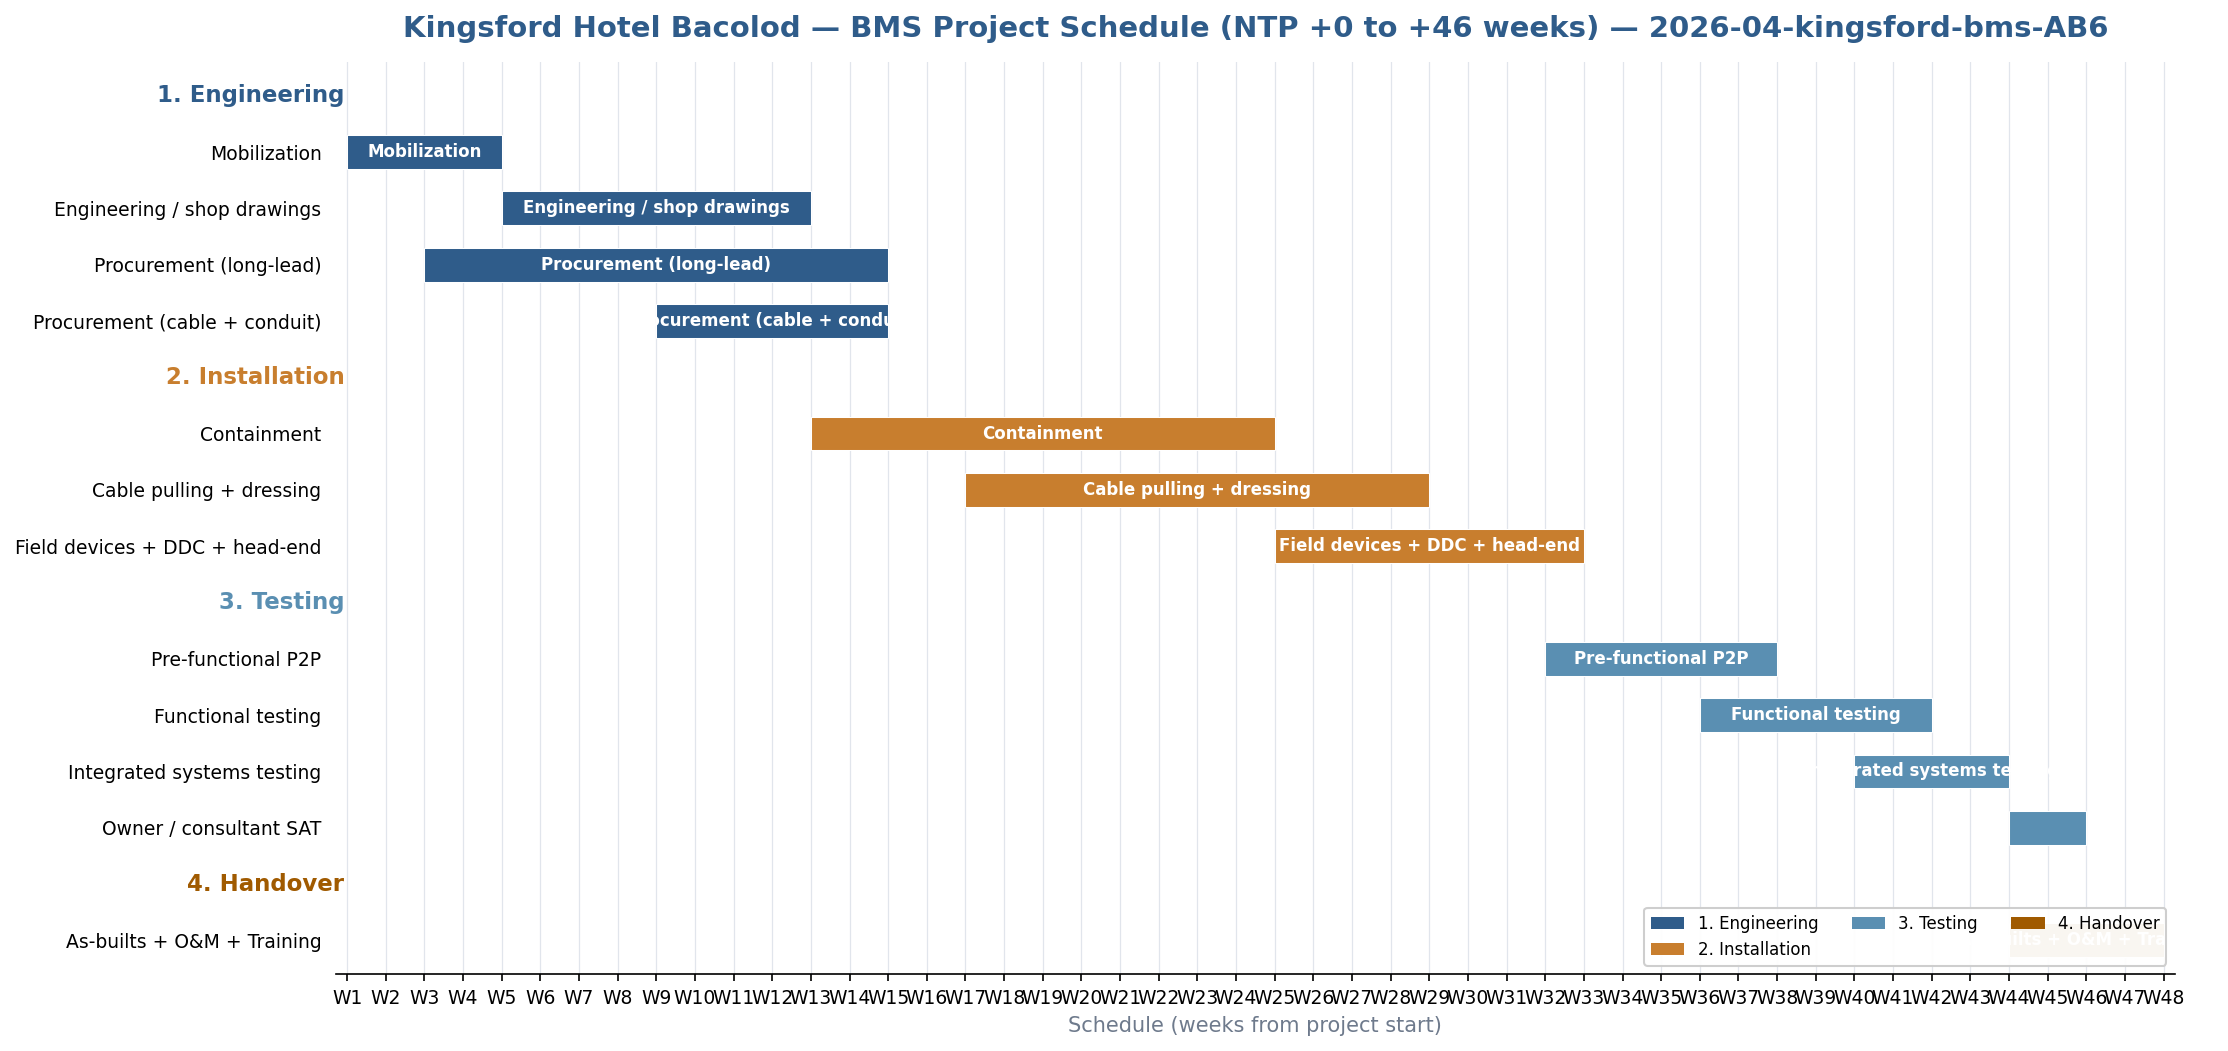 Kingsford Hotel Bacolod — BMS Project Schedule (NTP +0 to +46 weeks) — 2026-04-kingsford-bms-AB6
1. Engineering
Mobilization
Mobilization
Engineering / shop drawings
Engineering / shop drawings
Procurement (long-lead)
Procurement (long-lead)
Procurement (cable + conduit)
ocurement (cable + condu
2. Installation
Containment
Containment
Cable pulling + dressing
Cable pulling + dressing
Field devices + DDC + head-end
Field devices + DDC + head-end
3. Testing
Pre-functional P2P
Pre-functional P2P
Functional testing
Functional testing
Integrated systems testing
rated systems te
Owner / consultant SAT
4. Handover
As-builts + O&M + Training
1. Engineering
2. Installation
3. Testing
4. Handover
W1 W2 W3 W4 W5 W6 W7 W8 W9 W10 W11 W12 W13 W14 W15 W16 W17 W18 W19 W20 W21 W22 W23 W24 W25 W26 W27 W28 W29 W30 W31 W32 W33 W34 W35 W36 W37 W38 W39 W40 W41 W42 W43 W44 W45 W46 W47 W48
Schedule (weeks from project start)